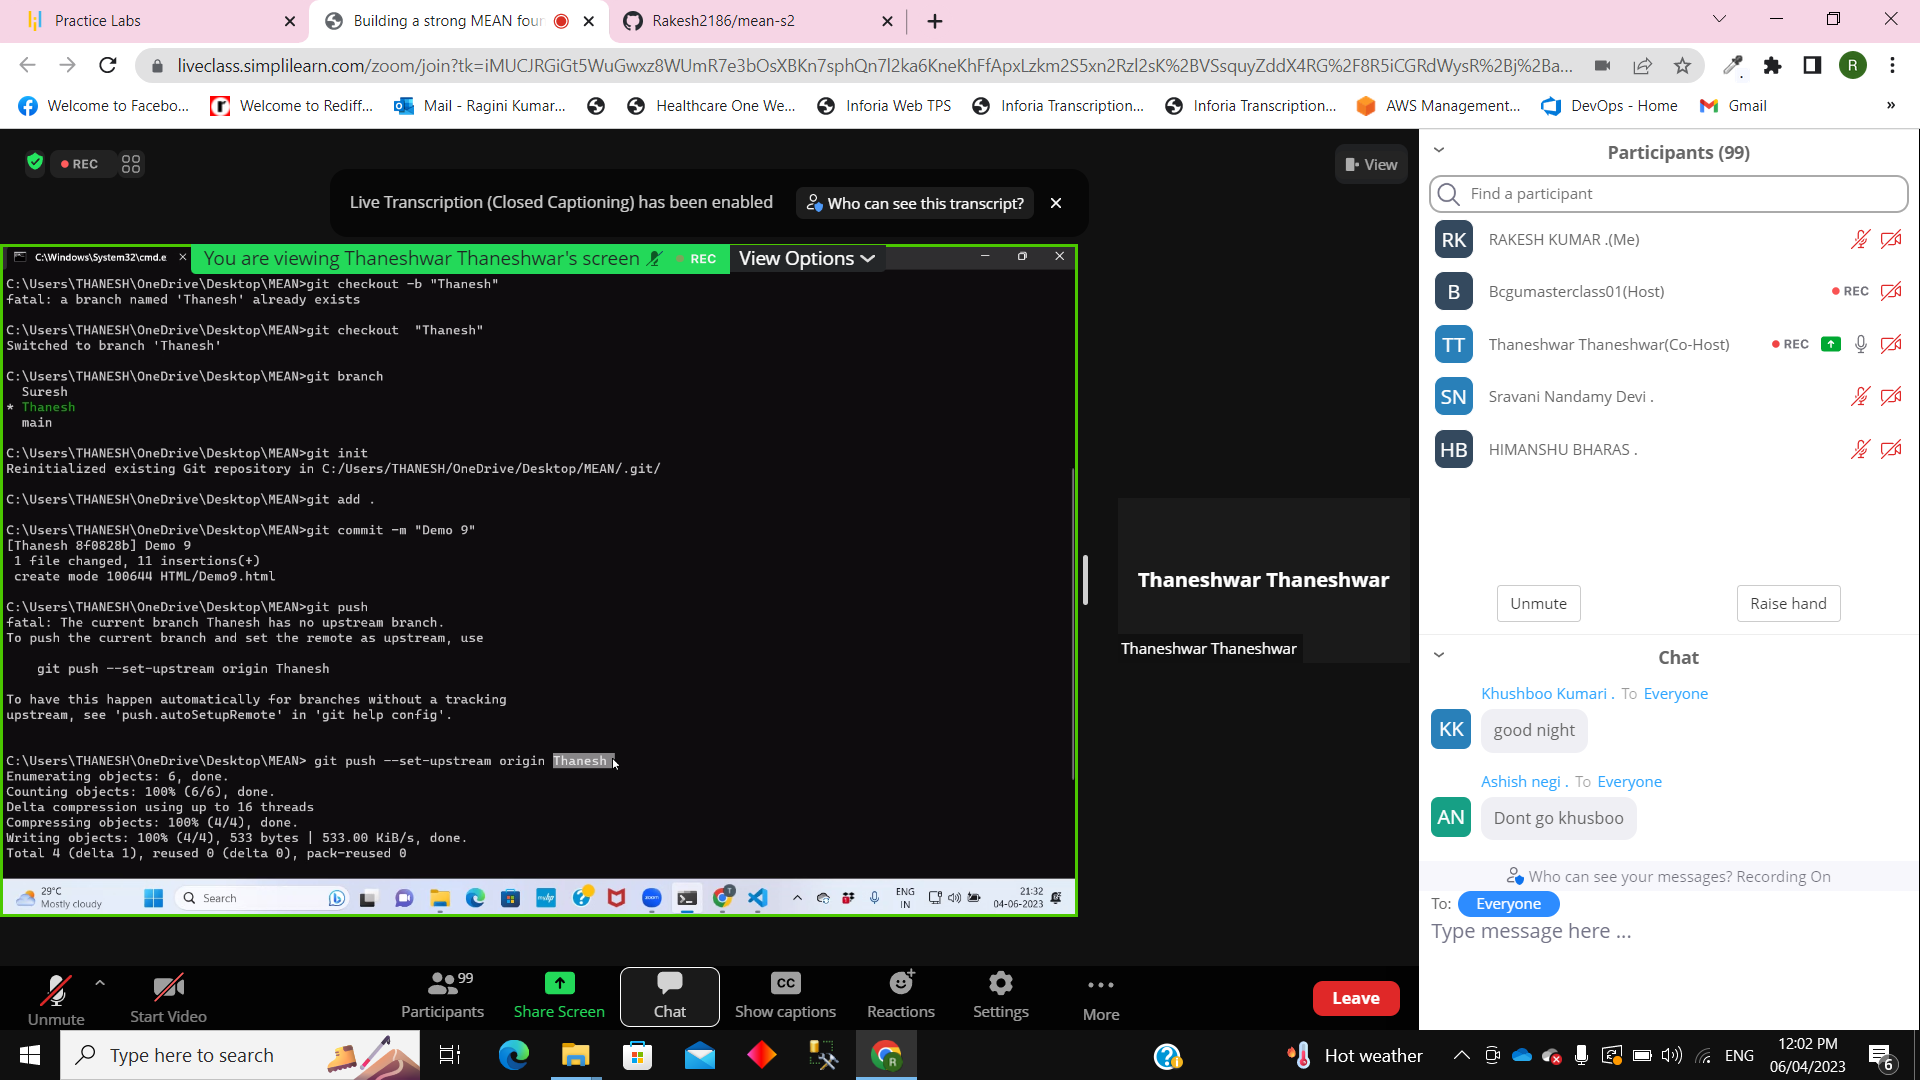 Practice Labs
Building a strong MEAN four
Rakesh2186/mean-s2
liveclass.simplilearn.com/zoom/join?tk=iMUCJRGiGt5WuGwxz8WUmR7e3bOsXBKn7sphQn7l2ka6KneKhFfApxLzkm2S5xn2Rzl2sK%2BVSsquyZddX4RG%2F8R5iCGRdWysR%2Bj%2Ba...
R
Welcome to Facebo...
Welcome to Rediff...
Mail - Ragini Kumar...
Healthcare One We...
Inforia Web TPS
Inforia Transcription...
Inforia Transcription...
AWS Management...
DevOps - Home
Gmail
»
REC
View
Live Transcription (Closed Captioning) has been enabled
Who can see this transcript?
C:\Windows\System32\cmd.e
You are viewing Thaneshwar Thaneshwar's screen
REC
View Options
C:\Users\THANESH\OneDrive\Desktop\MEAN>git checkout -b "Thanesh"
fatal: a branch named 'Thanesh' already exists
C:\Users\THANESH\OneDrive\Desktop\MEAN>git checkout  "Thanesh"
Switched to branch 'Thanesh'
C:\Users\THANESH\OneDrive\Desktop\MEAN>git branch
Suresh
* Thanesh
main
C:\Users\THANESH\OneDrive\Desktop\MEAN>git init
Reinitialized existing Git repository in C:/Users/THANESH/OneDrive/Desktop/MEAN/.git/
C:\Users\THANESH\OneDrive\Desktop\MEAN>git add .
C:\Users\THANESH\OneDrive\Desktop\MEAN>git commit -m "Demo 9"
[Thanesh 8f0828b] Demo 9
1 file changed, 11 insertions(+)
create mode 100644 HTML/Demo9.html
C:\Users\THANESH\OneDrive\Desktop\MEAN>git push
fatal: The current branch Thanesh has no upstream branch.
To push the current branch and set the remote as upstream, use
git push --set-upstream origin Thanesh
To have this happen automatically for branches without a tracking
upstream, see 'push.autoSetupRemote' in 'git help config'.
C:\Users\THANESH\OneDrive\Desktop\MEAN> git push --set-upstream origin Thanesh
Enumerating objects: 6, done.
Counting objects: 100% (6/6), done.
Delta compression using up to 16 threads
Compressing objects: 100% (4/4), done.
Writing objects: 100% (4/4), 533 bytes | 533.00 KiB/s, done.
Total 4 (delta 1), reused 0 (delta 0), pack-reused 0
29°C
Mostly cloudy
Search
ENG
IN
21:32
04-06-2023
Thaneshwar Thaneshwar
Thaneshwar Thaneshwar
Participants (99)
Find a participant
RK
RAKESH KUMAR .(Me)
B
Bcgumasterclass01(Host)
REC
TT
Thaneshwar Thaneshwar(Co-Host)
REC
SN
Sravani Nandamy Devi .
HB
HIMANSHU BHARAS .
Unmute
Raise hand
Chat
Khushboo Kumari . To Everyone
KK
good night
Ashish negi . To Everyone
AN
Dont go khusboo
Who can see your messages? Recording On
To: Everyone
Type message here ...
Unmute
Start Video
99
Participants
Share Screen
Chat
CC
Show captions
Reactions
Settings
More
Leave
Type here to search
R
Hot weather
ENG
12:02 PM
06/04/2023
6